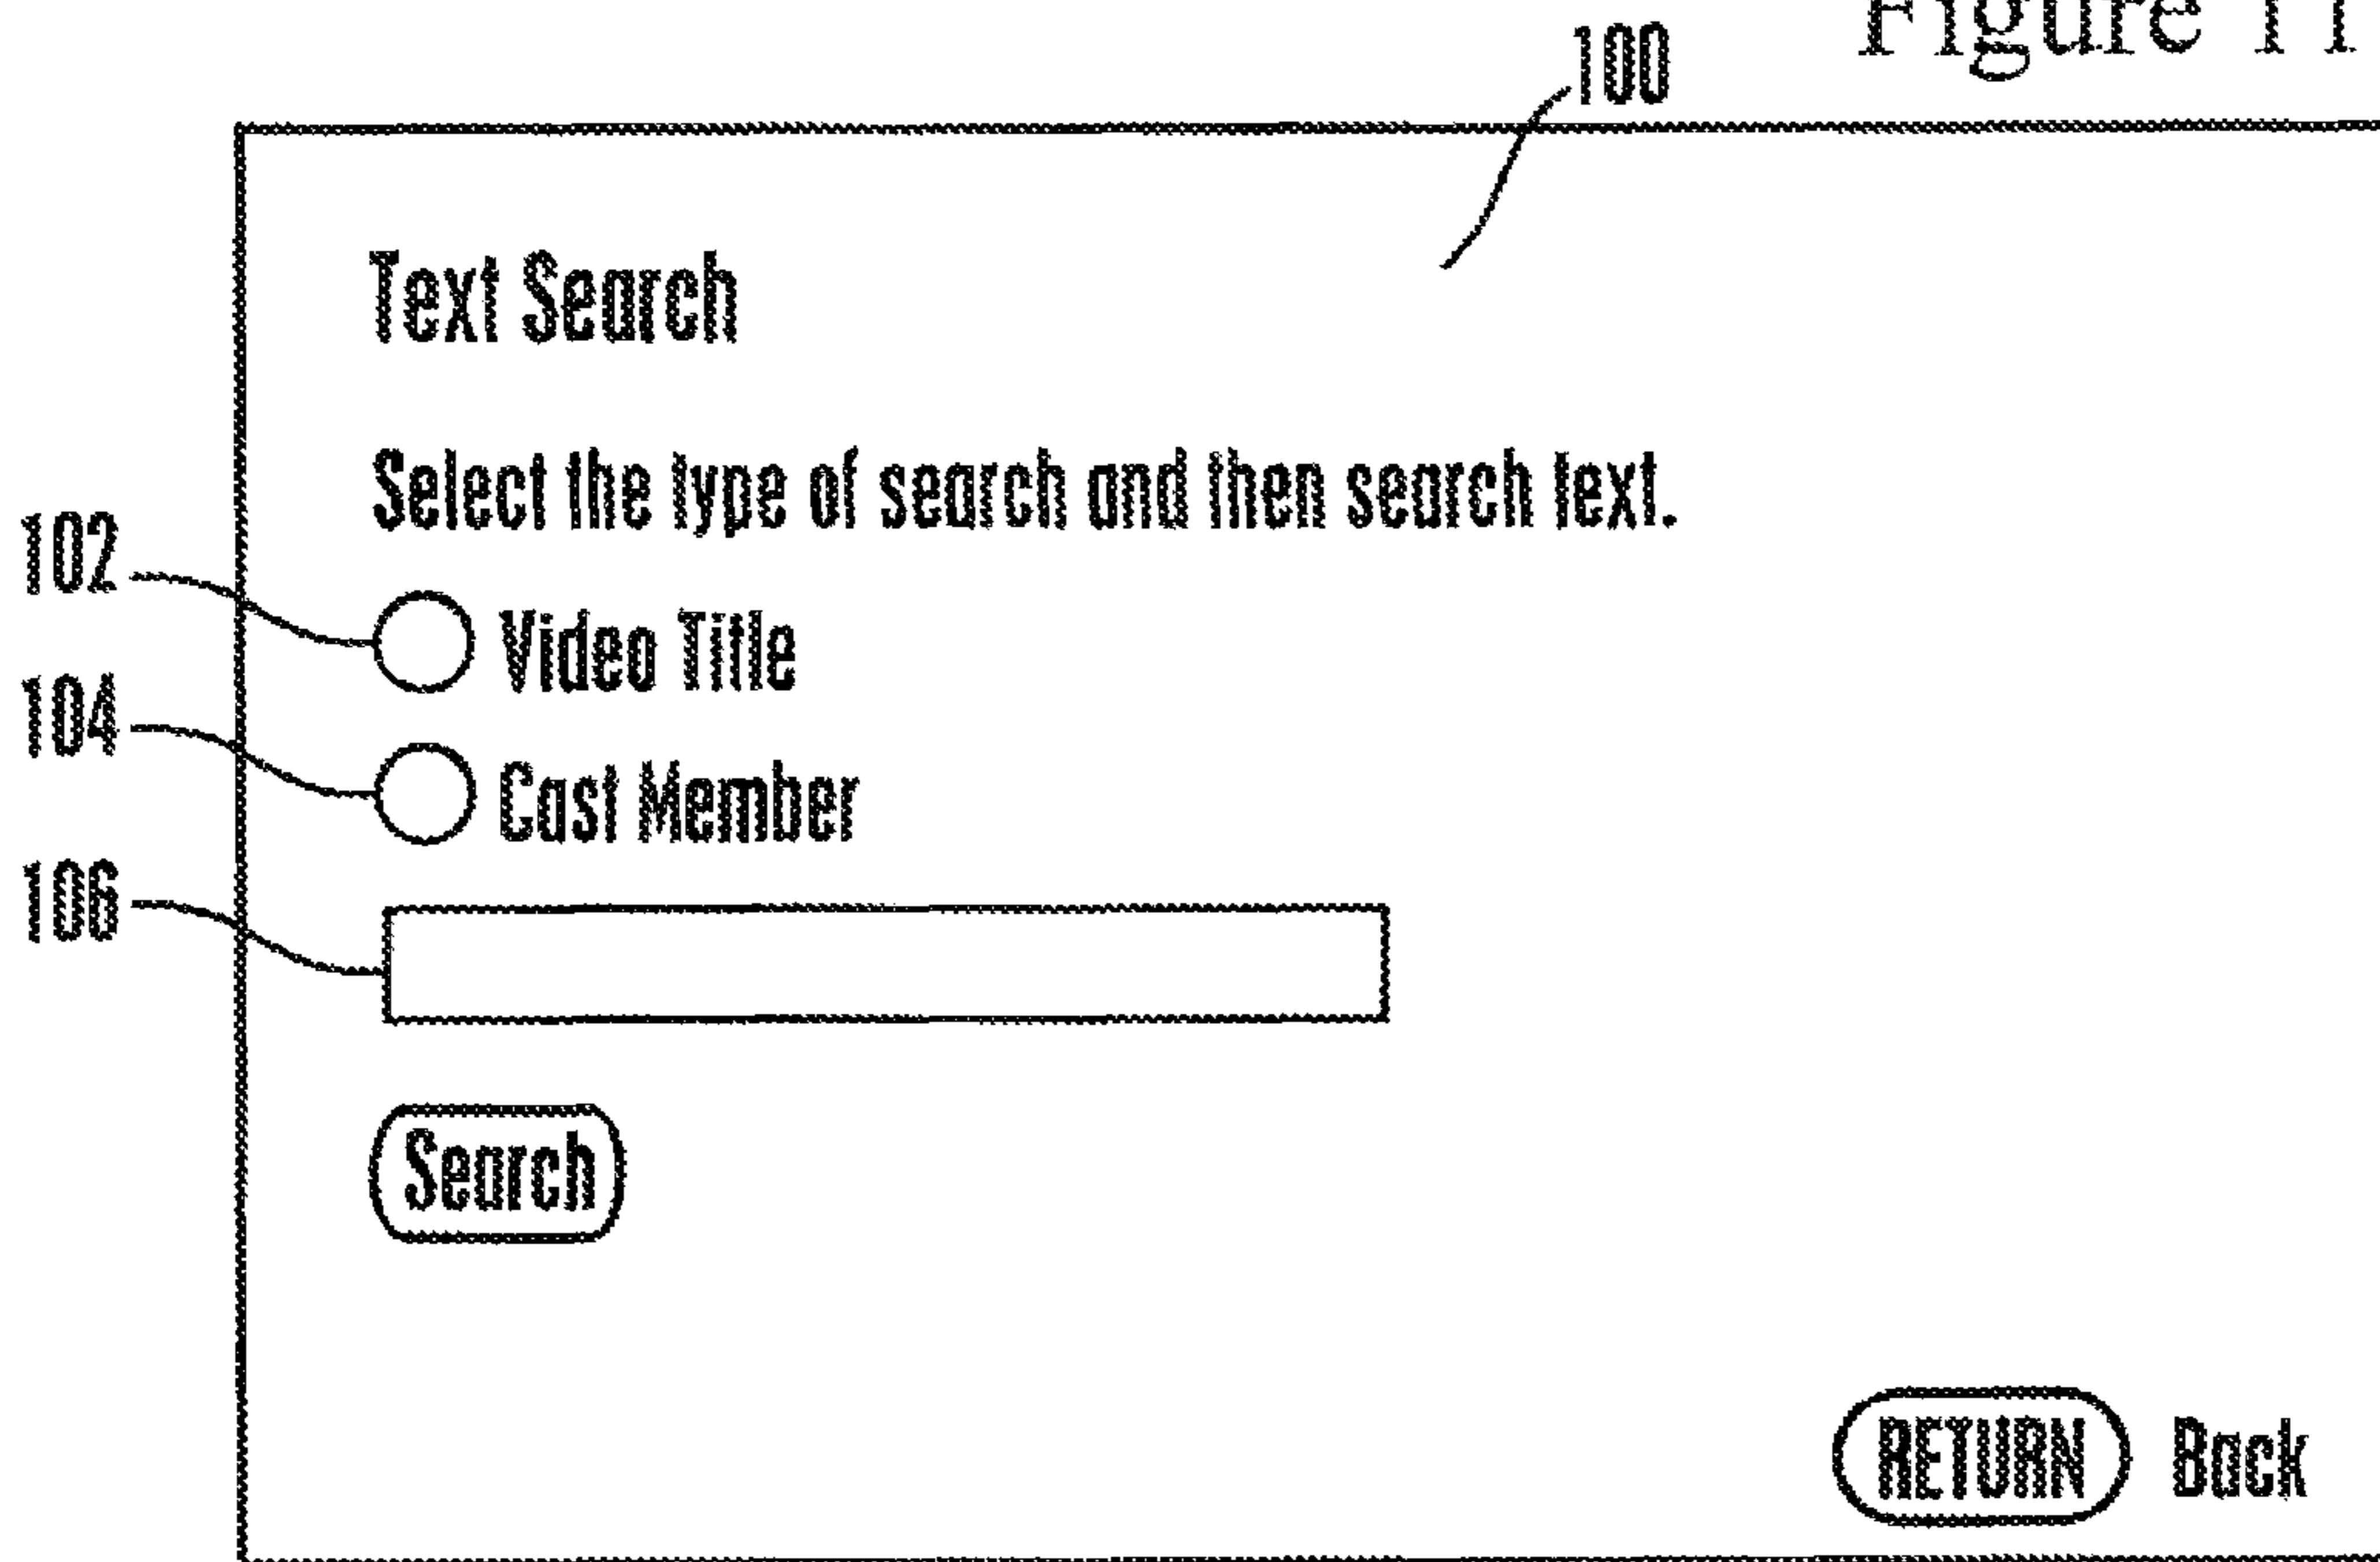 Figure 11
100
Text Search
Select the type of search and then search text.
102
Video Title
104
Cast Member
106
Search
RETURN Back